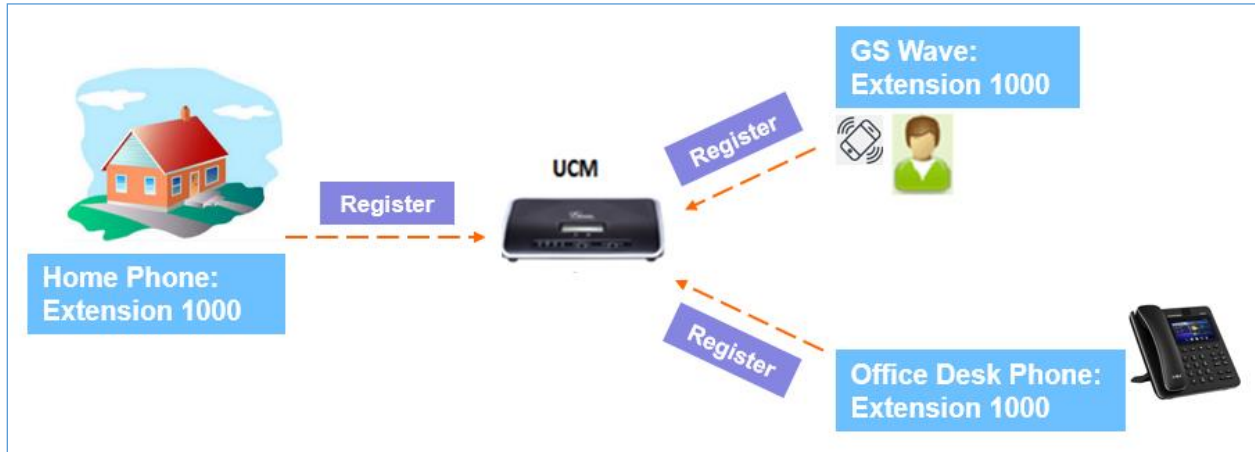 GS Wave:
Extension 1000
Register
UCM
Register
Home Phone:
Extension 1000
Register
Office Desk Phone:
Extension 1000